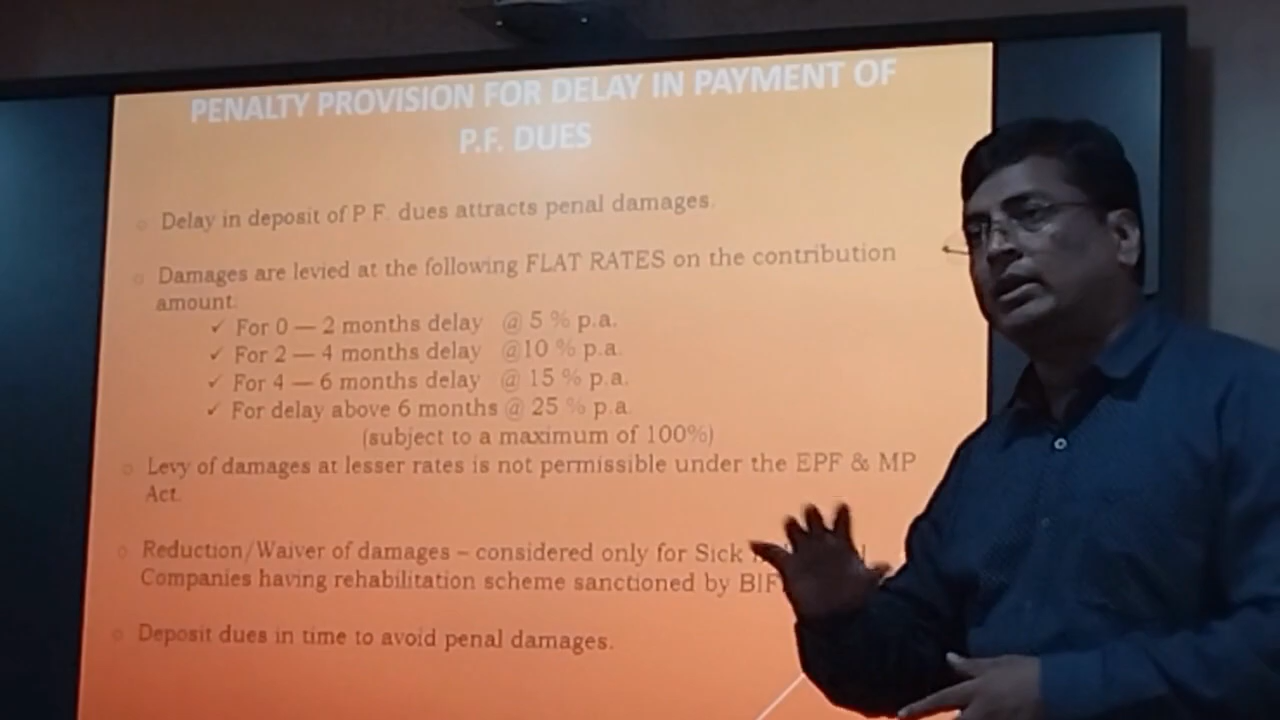 PENALTY PROVISION FOR DELAY IN PAYMENT OF
P.F. DUES
Delay in deposit of P F. dues attracts penal damages.
Damages are levied at the following FLAT RATES on the contribution
amount.
✓ For 0 — 2 months delay @ 5 % p.a.
✓ For 2 — 4 months delay @10 % p.a.
✓ For 4 — 6 months delay @ 15 % p.a.
✓ For delay above 6 months @ 25 % p.a.
(subject to a maximum of 100%)
Levy of damages at lesser rates is not permissible under the EPF & MP
Act.
Reduction/Waiver of damages – considered only for Sick
Companies having rehabilitation scheme sanctioned by
Deposit dues in time to avoid penal damages.